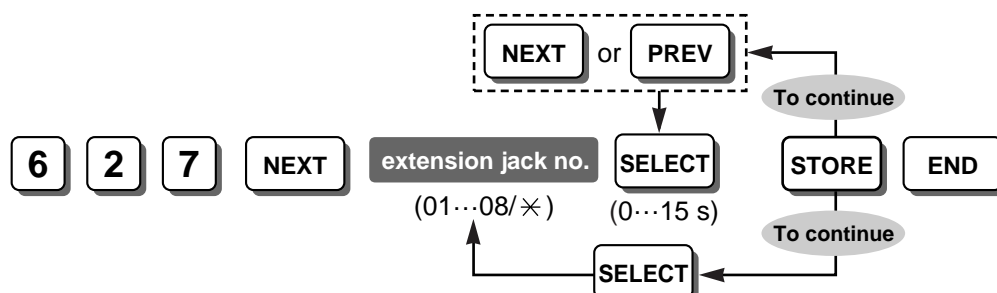 NEXT or PREV
To continue
6 2 7 NEXT extension jack no. SELECT STORE END
(01···08/✳) (0···15 s)
To continue
SELECT